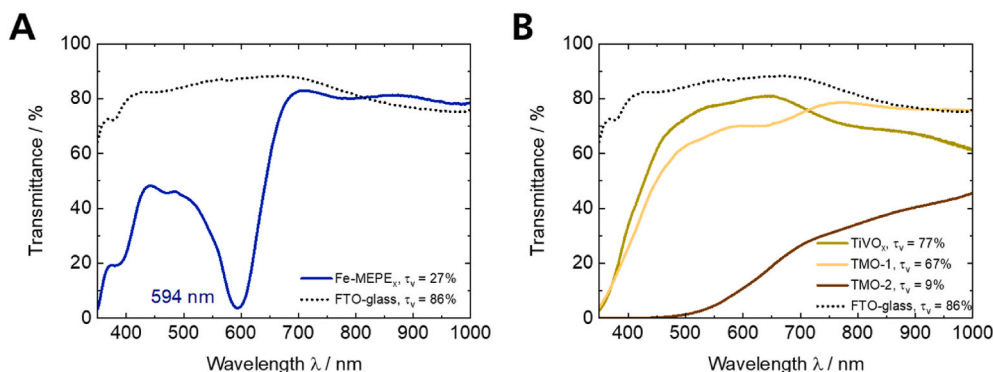 A
100
80
60
40
20
0
Transmittance / %
594 nm
Fe-MEPEₓ, τᵥ = 27%
FTO-glass, τᵥ = 86%
400 500 600 700 800 900 1000
Wavelength λ / nm
B
100
80
60
40
20
0
Transmittance / %
TiVOₓ, τᵥ = 77%
TMO-1, τᵥ = 67%
TMO-2, τᵥ = 9%
FTO-glass, τᵥ = 86%
400 500 600 700 800 900 1000
Wavelength λ / nm